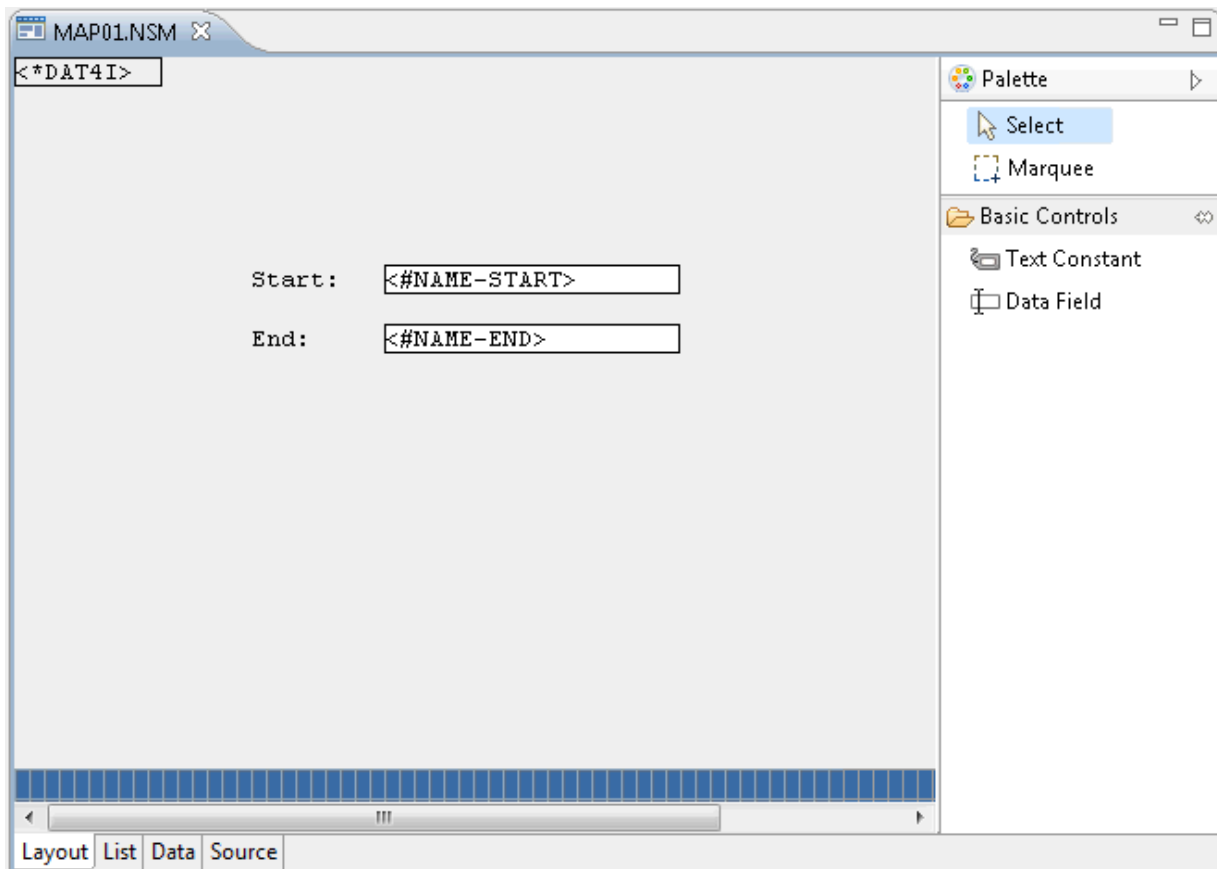 MAP01.NSM
<*DAT4I>
Palette
Select
Marquee
Basic Controls
Text Constant
Data Field
Start: <#NAME-START>
End: <#NAME-END>
Layout List Data Source